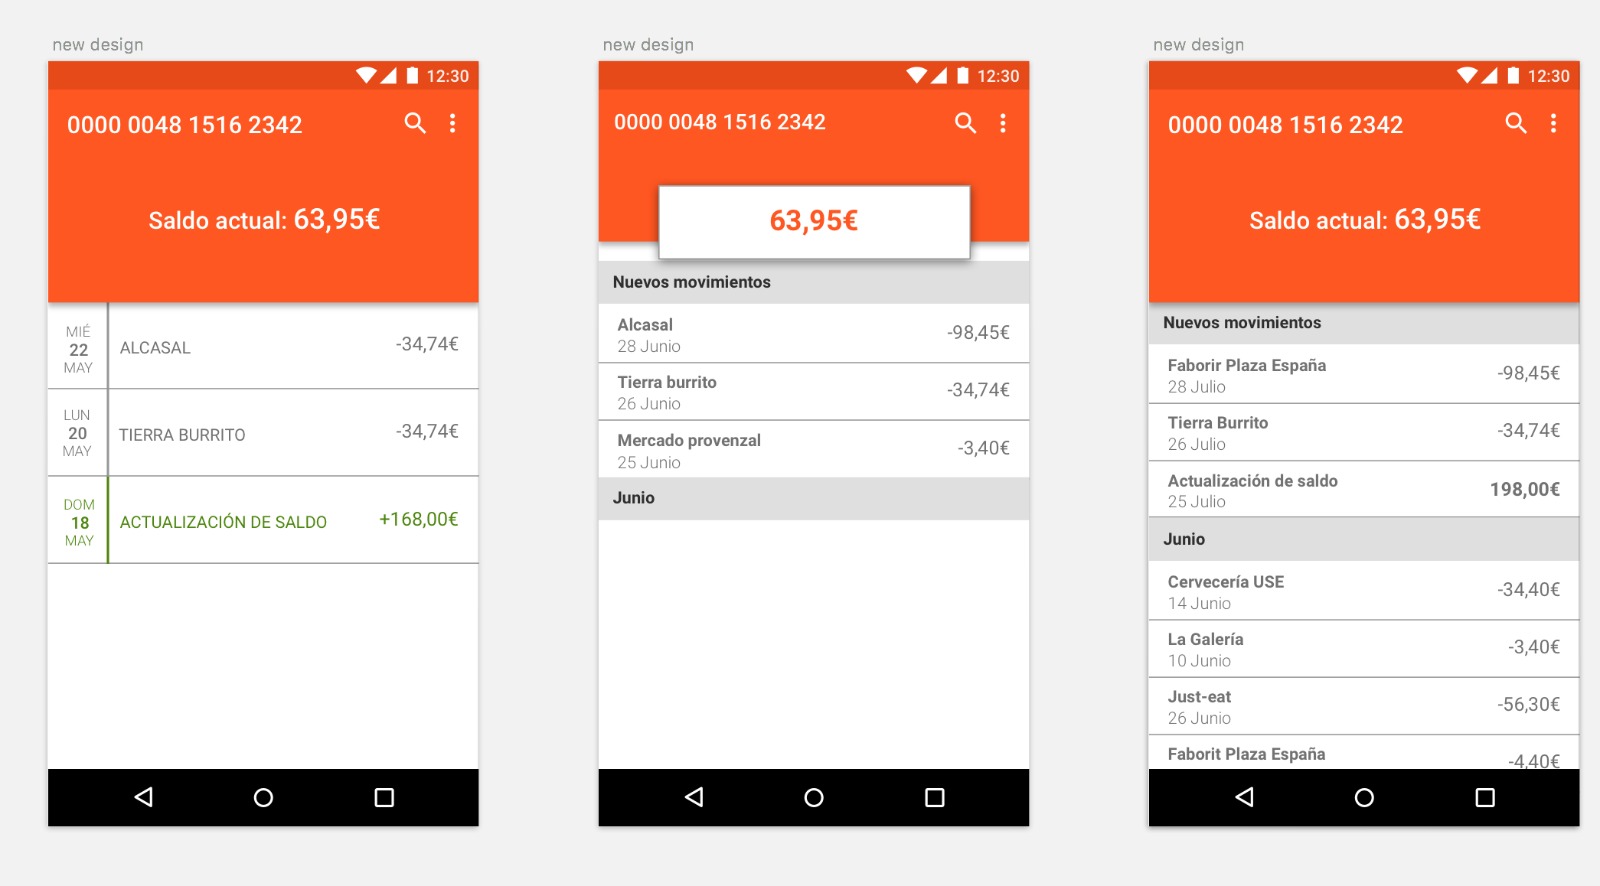 new design
12:30
0000 0048 1516 2342
Saldo actual: 63,95€
MIÉ
22
MAY
ALCASAL
-34,74€
LUN
20
MAY
TIERRA BURRITO
-34,74€
DOM
18
MAY
ACTUALIZACIÓN DE SALDO
+168,00€
new design
12:30
0000 0048 1516 2342
63,95€
Nuevos movimientos
Alcasal
28 Junio
-98,45€
Tierra burrito
26 Junio
-34,74€
Mercado provenzal
25 Junio
-3,40€
Junio
new design
12:30
0000 0048 1516 2342
Saldo actual: 63,95€
Nuevos movimientos
Faborir Plaza España
28 Julio
-98,45€
Tierra Burrito
26 Julio
-34,74€
Actualización de saldo
25 Julio
198,00€
Junio
Cervecería USE
14 Junio
-34,40€
La Galería
10 Junio
-3,40€
Just-eat
26 Junio
-56,30€
Faborit Plaza España
-4,40€